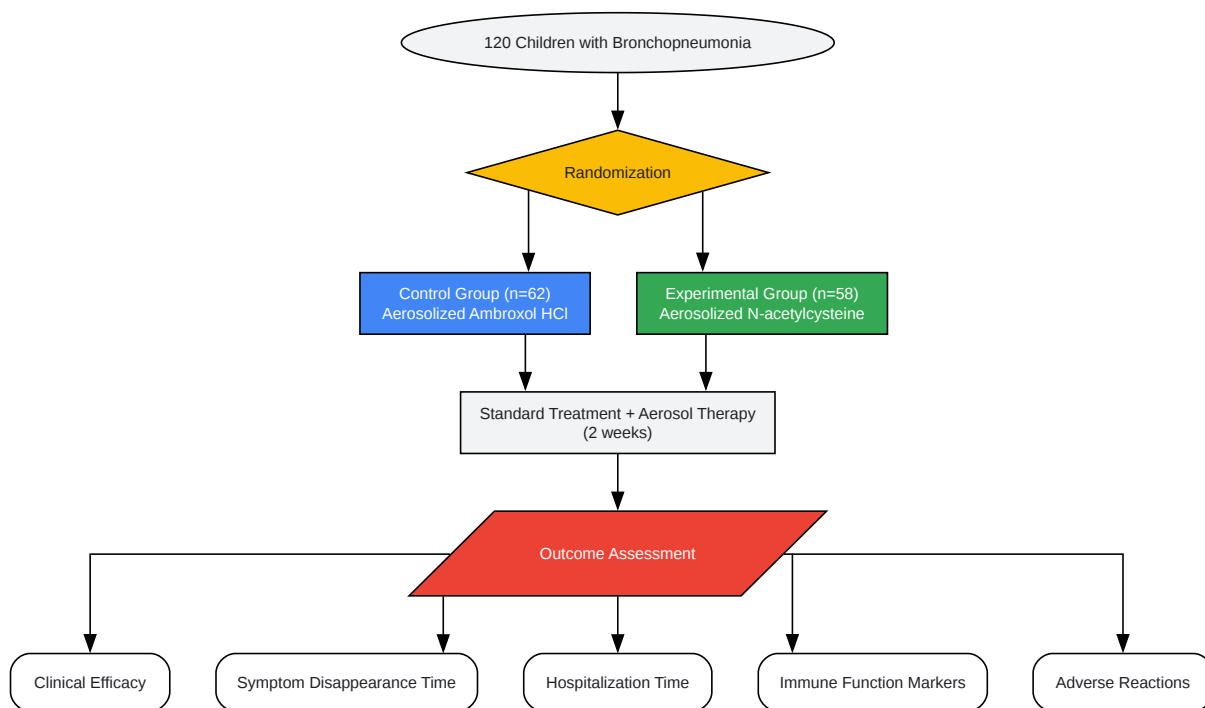 120 Children with Bronchopneumonia
Randomization
Control Group (n=62)
Aerosolized Ambroxol HCl
Experimental Group (n=58)
Aerosolized N-acetylcysteine
Standard Treatment + Aerosol Therapy
(2 weeks)
Outcome Assessment
Clinical Efficacy
Symptom Disappearance Time
Hospitalization Time
Immune Function Markers
Adverse Reactions